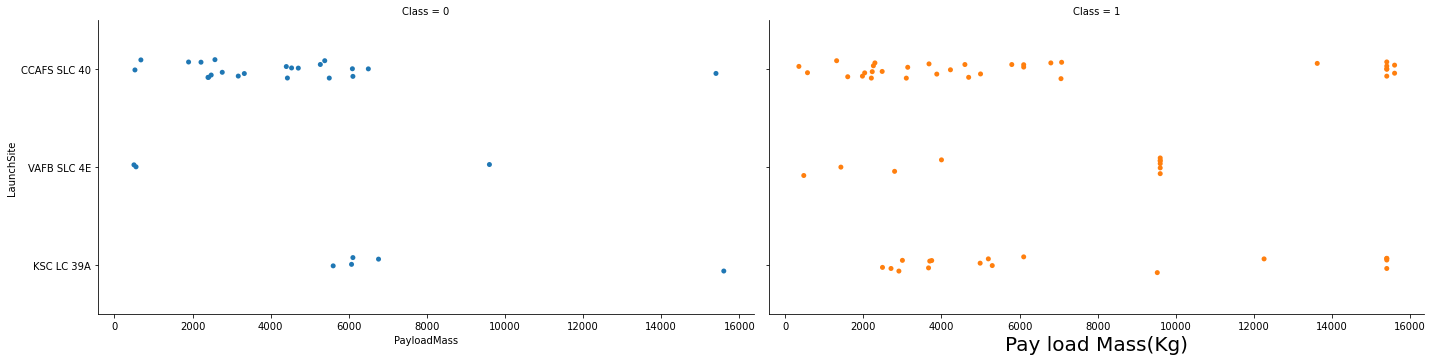 Class = 0
Class = 1
LaunchSite
CCAFS SLC 40
VAFB SLC 4E
KSC LC 39A
0 2000 4000 6000 8000 10000 12000 14000 16000
0 2000 4000 6000 8000 10000 12000 14000 16000
PayloadMass
Pay load Mass(Kg)